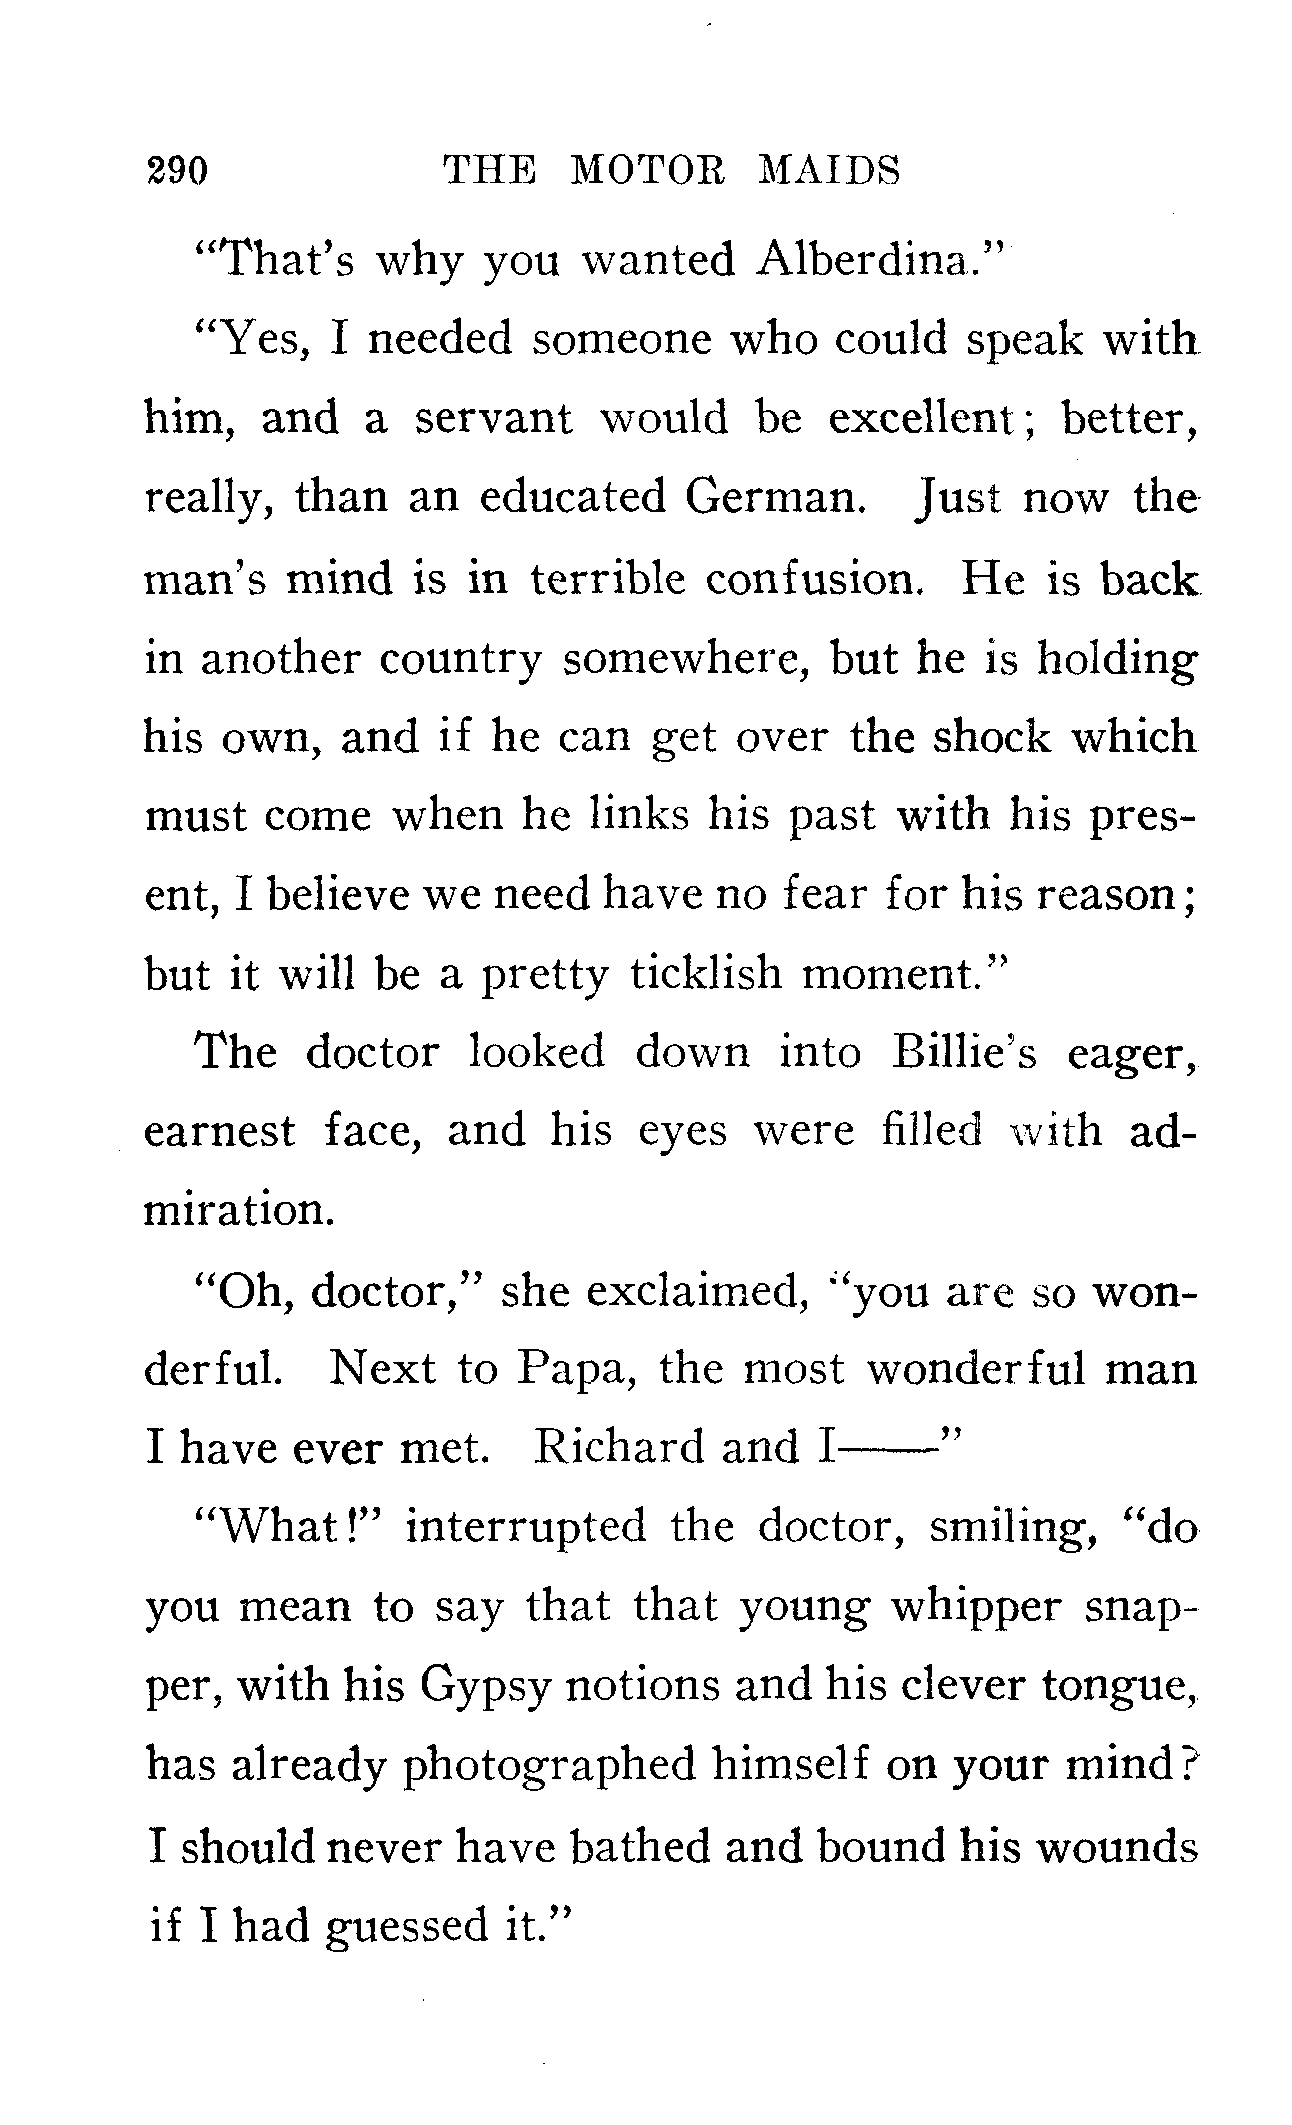 290 THE MOTOR MAIDS
“That’s why you wanted Alberdina.”
“Yes, I needed someone who could speak with
him, and a servant would be excellent; better,
really, than an educated German. Just now the
man’s mind is in terrible confusion. He is back
in another country somewhere, but he is holding
his own, and if he can get over the shock which
must come when he links his past with his pres-
ent, I believe we need have no fear for his reason;
but it will be a pretty ticklish moment.”
The doctor looked down into Billie’s eager,
earnest face, and his eyes were filled with ad-
miration.
“Oh, doctor,” she exclaimed, “you are so won-
derful. Next to Papa, the most wonderful man
I have ever met. Richard and I——”
“What!” interrupted the doctor, smiling, “do
you mean to say that that young whipper snap-
per, with his Gypsy notions and his clever tongue,
has already photographed himself on your mind?
I should never have bathed and bound his wounds
if I had guessed it.”